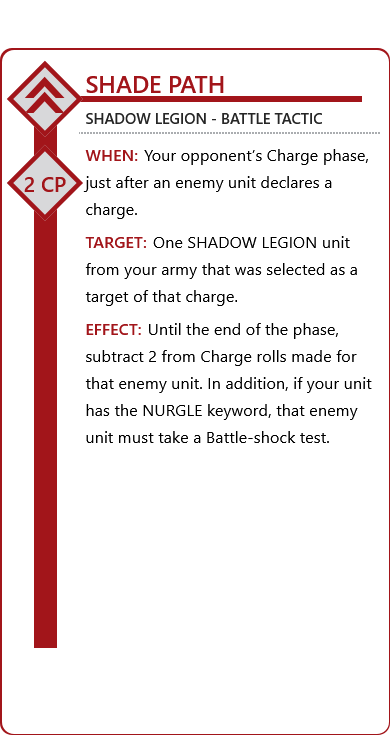 SHADE PATH
SHADOW LEGION - BATTLE TACTIC
2 CP
WHEN: Your opponent's Charge phase,
just after an enemy unit declares a
charge.
TARGET: One SHADOW LEGION unit
from your army that was selected as a
target of that charge.
EFFECT: Until the end of the phase,
subtract 2 from Charge rolls made for
that enemy unit. In addition, if your unit
has the NURGLE keyword, that enemy
unit must take a Battle-shock test.